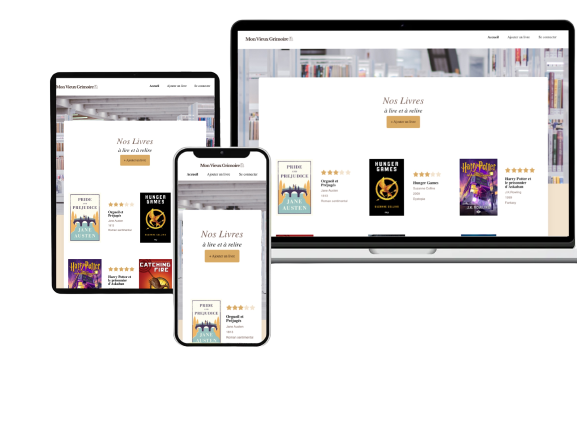 Mon Vieux Grimoire
Accueil
Ajouter un livre
Se connecter
Nos Livres
à lire et à relire
+ Ajouter un livre
PRIDE
PREJUDICE
JANE
AUSTEN
Orgueil et
Préjugés
Jane Austen
1813
Roman sentimental
THE
HUNGER
GAMES
SUZANNE COLLINS
Hunger Games
Suzanne Collins
2008
Dystopie
Harry Potter
J.K. ROWLING
Harry Potter et
le prisonnier
d'Azkaban
J.K Rowling
1999
Fantasy
Mon Vieux Grimoire
Accueil
Ajouter un livre
Se connecter
Nos Livres
à lire et à relire
+ Ajouter un livre
PRIDE
PREJUDICE
JANE
AUSTEN
Orgueil et
Préjugés
Jane Austen
1813
Roman sentimental
HUNGER
GAMES
Harry Potter
Harry Potter et
le prisonnier
d'Azkaban
CATCHING
FIRE
Mon Vieux Grimoire
Accueil
Ajouter un livre
Se connecter
Nos Livres
à lire et à relire
+ Ajouter un livre
PRIDE
PREJUDICE
JANE
Orgueil et
Préjugés
Jane Austen
1813
Roman sentimental